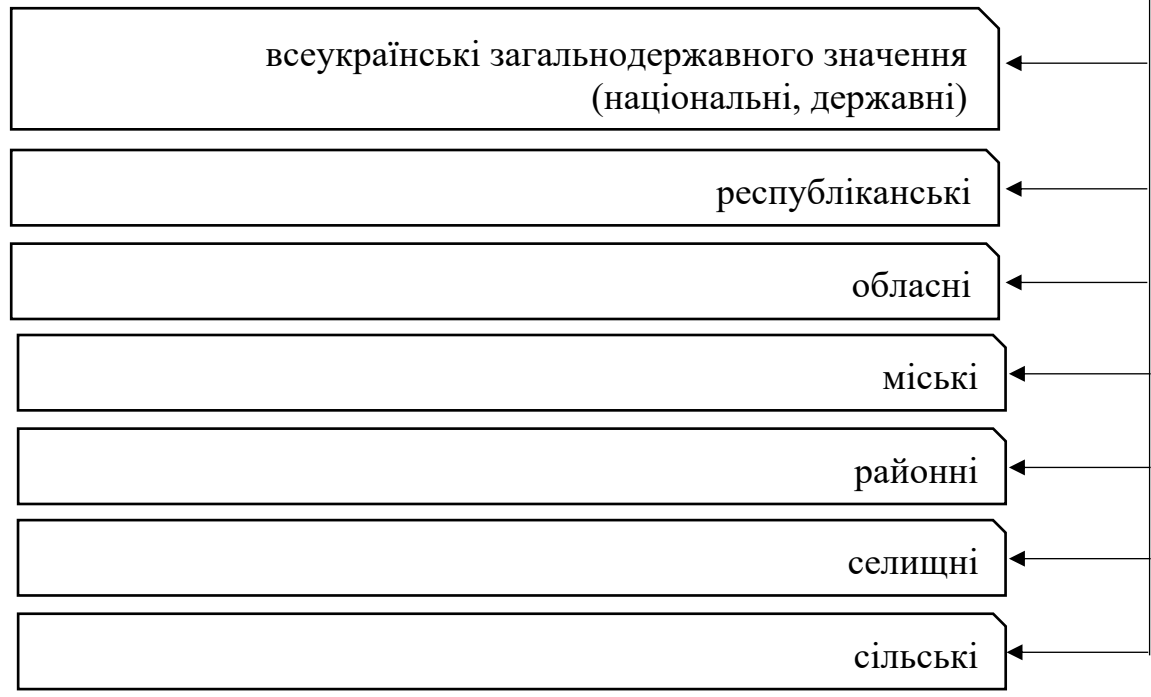 всеукраїнські загальнодержавного значення
(національні, державні)
республіканські
обласні
міські
районні
селищні
сільські